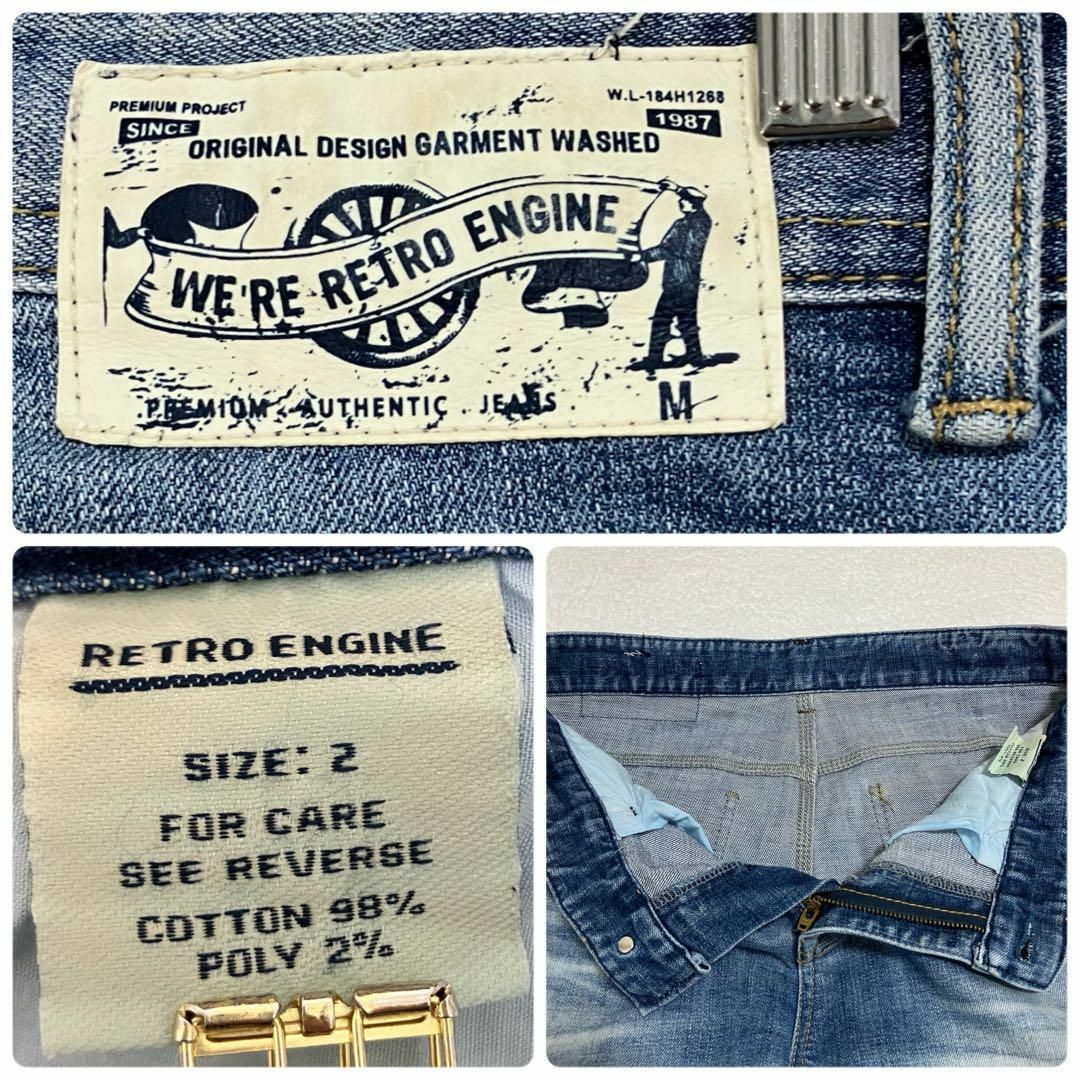 PREMIUM PROJECT
W.L-184H1268
SINCE
1987
ORIGINAL DESIGN GARMENT WASHED
WE'RE RETRO ENGINE
PREMIUM . AUTHENTIC . JEANS
M
RETRO ENGINE
SIZE: 2
FOR CARE
SEE REVERSE
COTTON 98%
POLY 2%